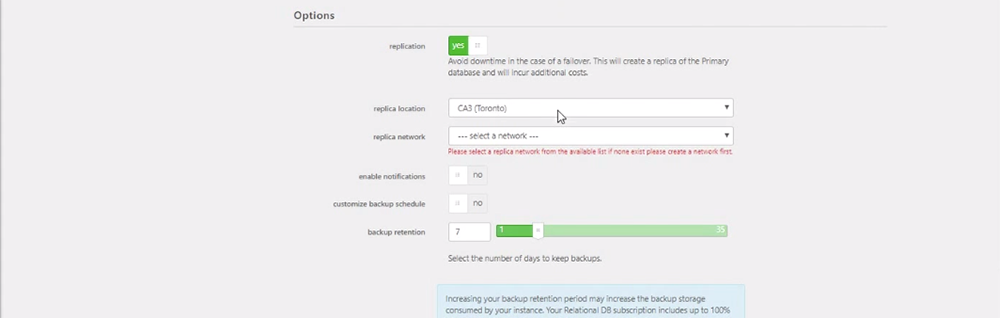 Options
replication
yes
Avoid downtime in the case of a failover. This will create a replica of the Primary
database and will incur additional costs.
replica location
CA3 (Toronto)
replica network
--- select a network ---
Please select a replica network from the available list if none exist please create a network first.
enable notifications
no
customize backup schedule
no
backup retention
7
1
35
Select the number of days to keep backups.
Increasing your backup retention period may increase the backup storage
consumed by your instance. Your Relational DB subscription includes up to 100%